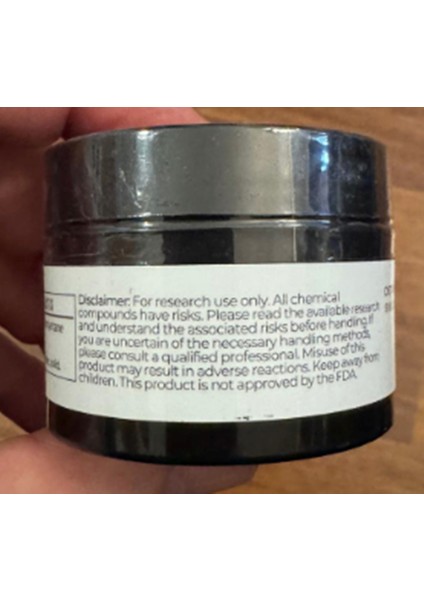 Disclaimer: For research use only. All chemical
compounds have risks. Please read the available research
and understand the associated risks before handling. If
you are uncertain of the necessary handling methods,
please consult a qualified professional. Misuse of this
product may result in adverse reactions. Keep away from
children. This product is not approved by the FDA.